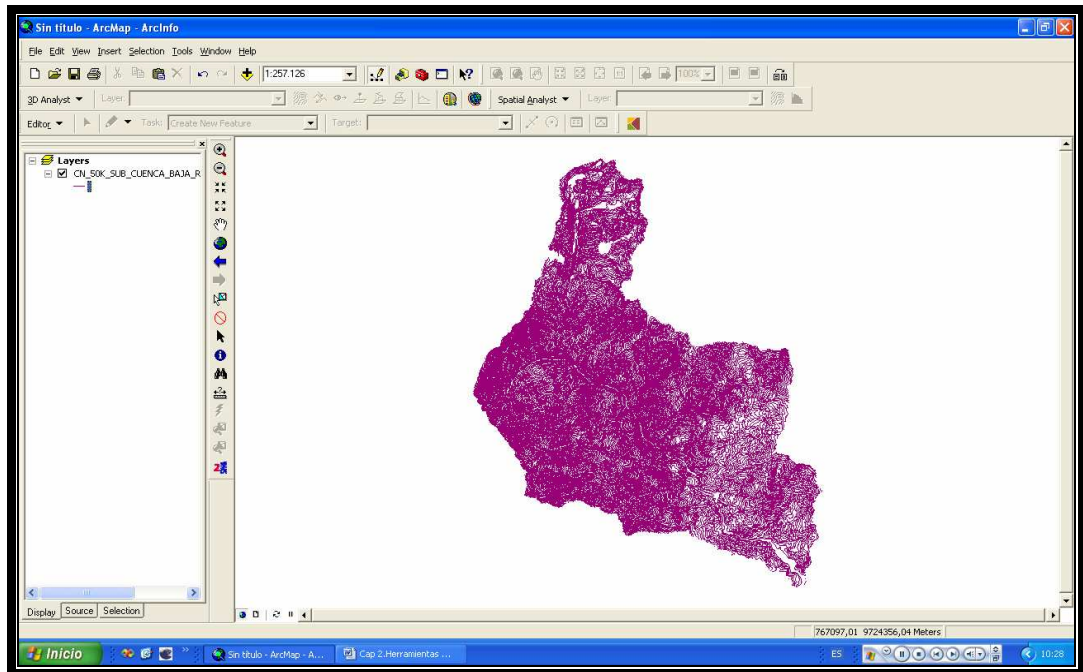 Sin título - ArcMap - ArcInfo
File Edit View Insert Selection Tools Window Help
1:257.126
100%
3D Analyst Layer: Spatial Analyst Layer:
Editor Task: Create New Feature Target:
Layers
CN_50K_SUB_CUENCA_BAJA_R
Display Source Selection
767097,01 9724356,04 Meters
Inicio Sin título - ArcMap - A... Cap 2.Herramientas ... ES 10:28